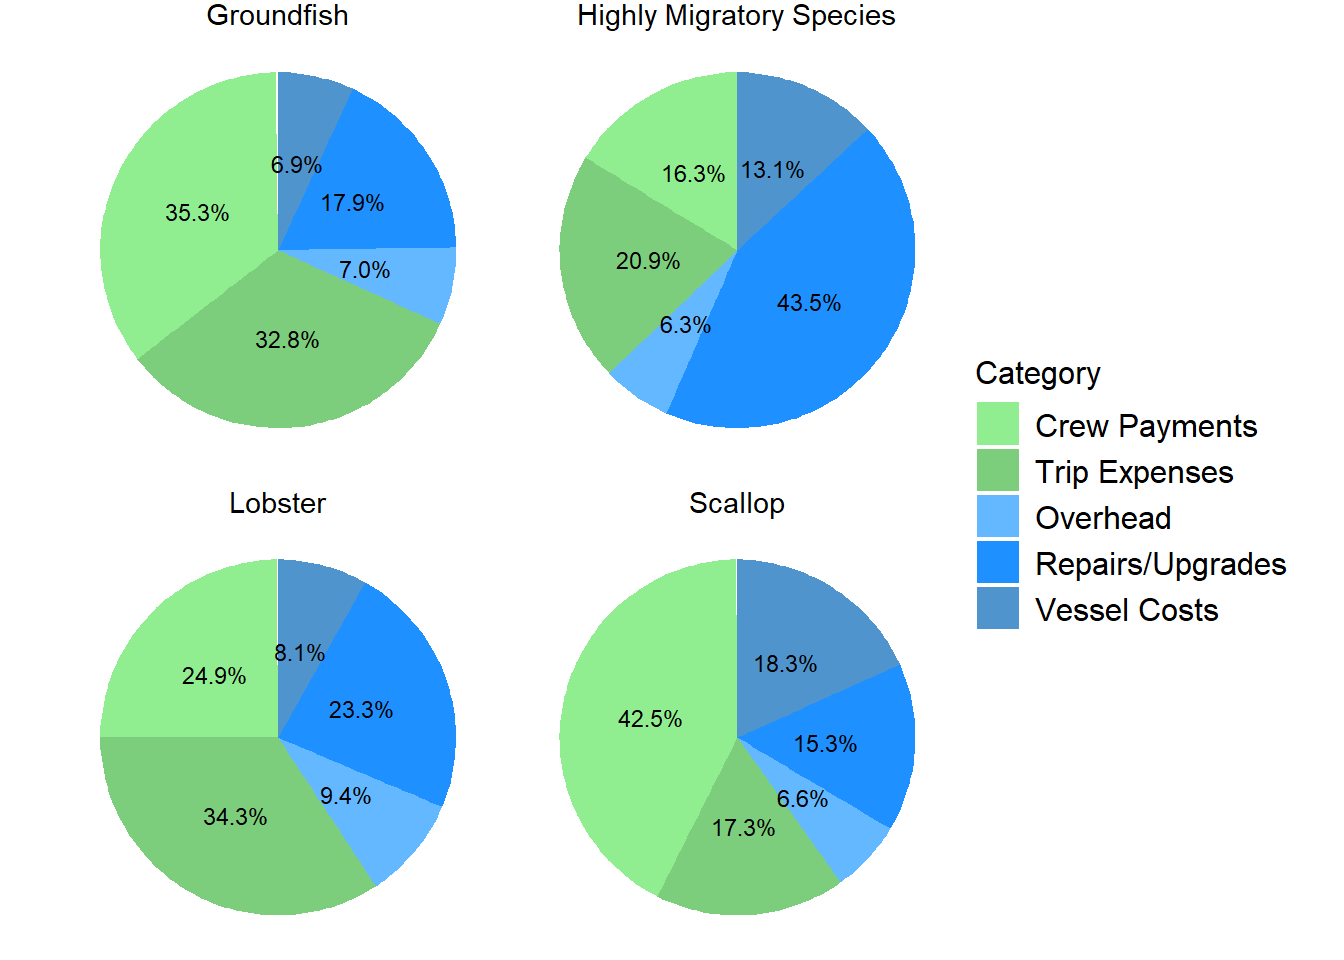 Groundfish
6.9%
17.9%
35.3%
7.0%
32.8%
Highly Migratory Species
16.3%
13.1%
20.9%
43.5%
6.3%
Lobster
8.1%
24.9%
23.3%
9.4%
34.3%
Scallop
18.3%
42.5%
15.3%
6.6%
17.3%
Category
Crew Payments
Trip Expenses
Overhead
Repairs/Upgrades
Vessel Costs